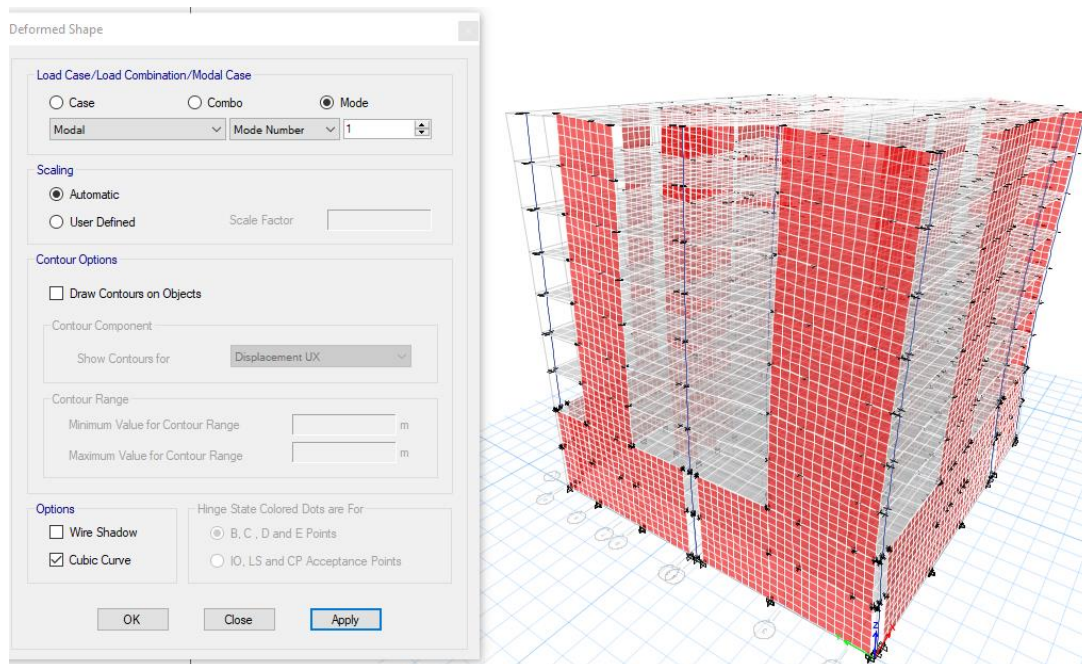 Deformed Shape
Load Case/Load Combination/Modal Case
Case
Combo
Mode
Modal
Mode Number
1
Scaling
Automatic
User Defined
Scale Factor
Contour Options
Draw Contours on Objects
Contour Component
Show Contours for
Displacement UX
Contour Range
Minimum Value for Contour Range
m
Maximum Value for Contour Range
m
Options
Wire Shadow
Cubic Curve
Hinge State Colored Dots are For
B, C , D and E Points
IO, LS and CP Acceptance Points
OK
Close
Apply
Z